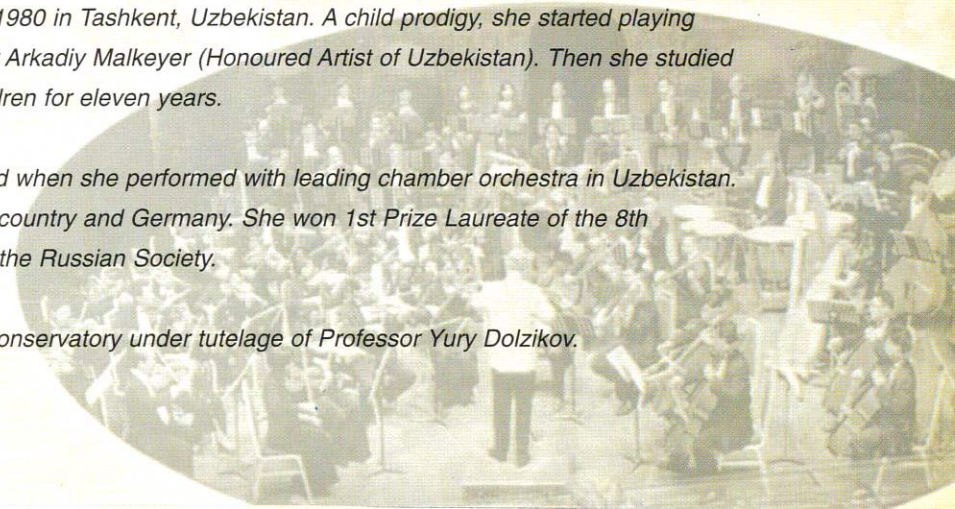 1980 in Tashkent, Uzbekistan. A child prodigy, she started playing
Arkadiy Malkeyer (Honoured Artist of Uzbekistan). Then she studied
dren for eleven years.
d when she performed with leading chamber orchestra in Uzbekistan.
country and Germany. She won 1st Prize Laureate of the 8th
the Russian Society.
onservatory under tutelage of Professor Yury Dolzikov.